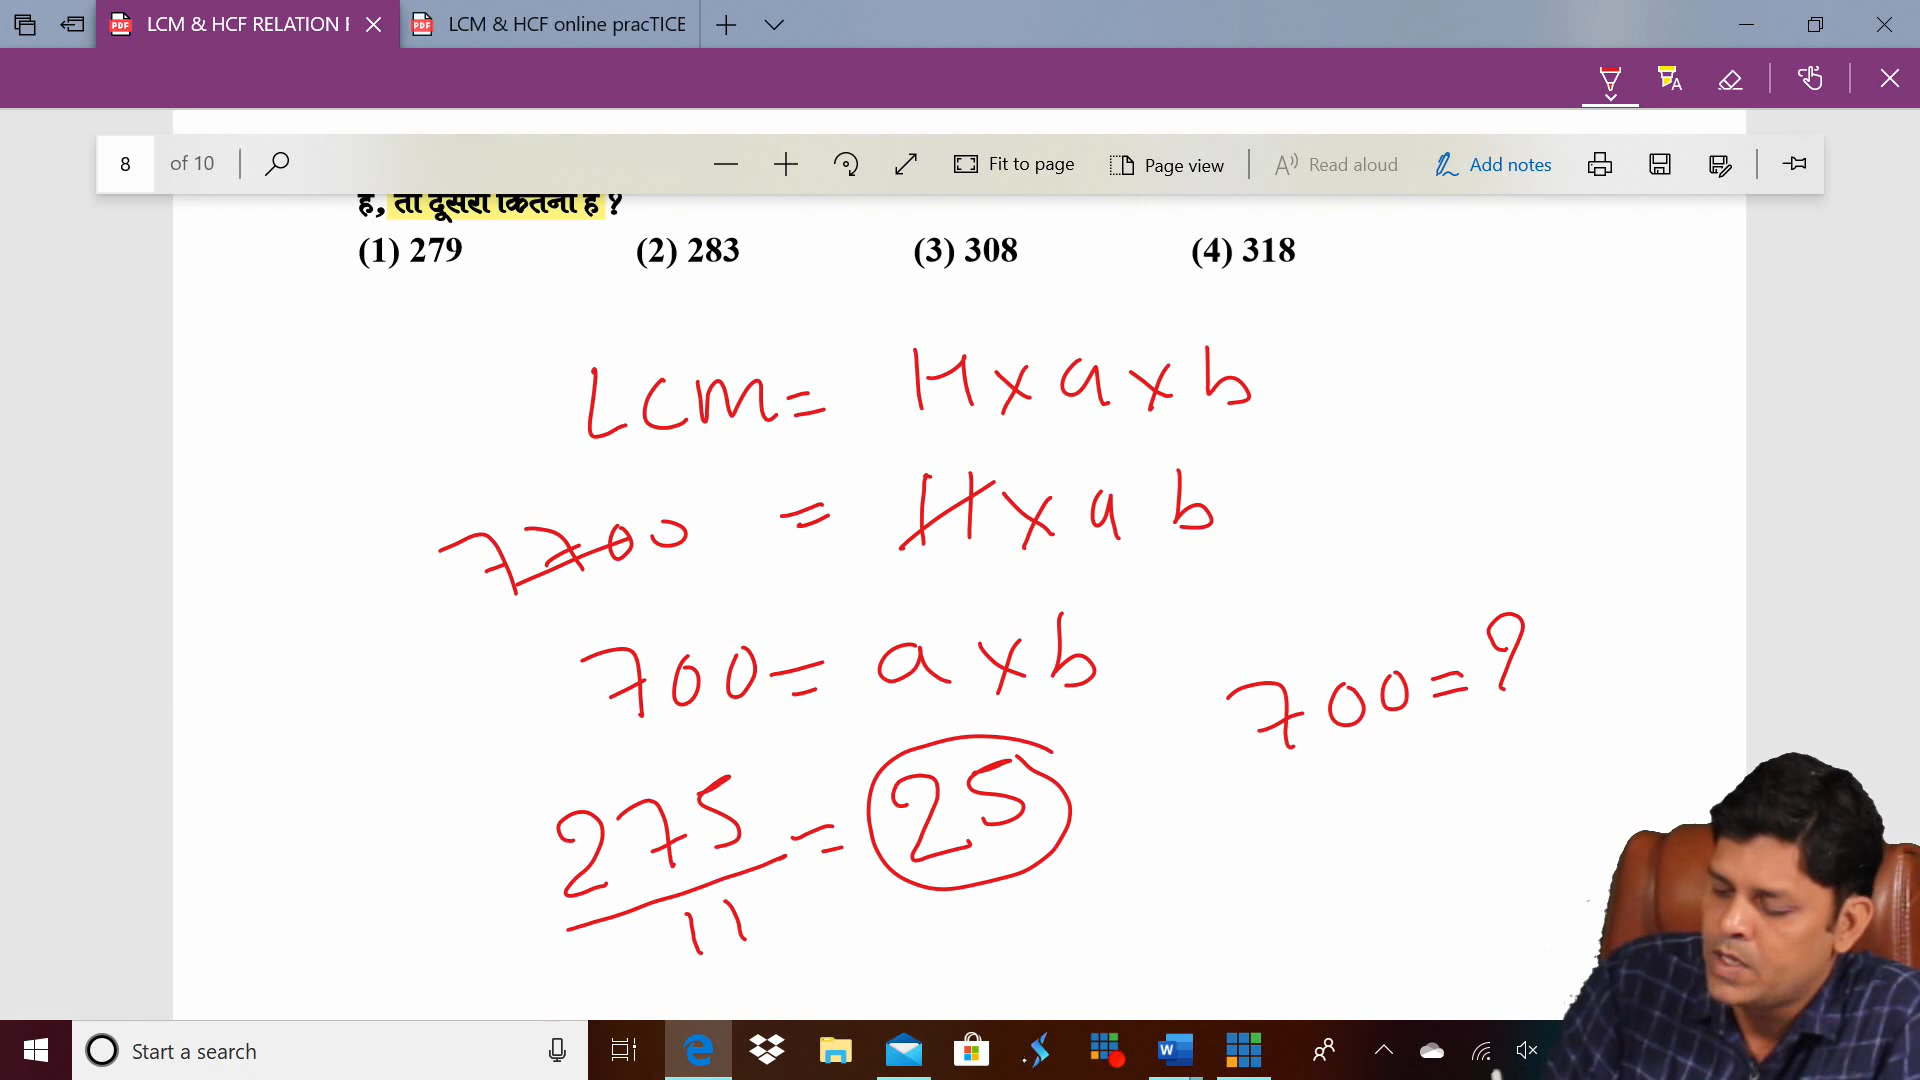 LCM & HCF RELATION F
LCM & HCF online pracTICE
8 of 10
Fit to page
Page view
Read aloud
Add notes
है, तो दूसरा कितना है ?
(1) 279 (2) 283 (3) 308 (4) 318
LCM = H x a x b
7700 = H x a b
700 = a x b
700 = ?
275 = 25
11
Start a search